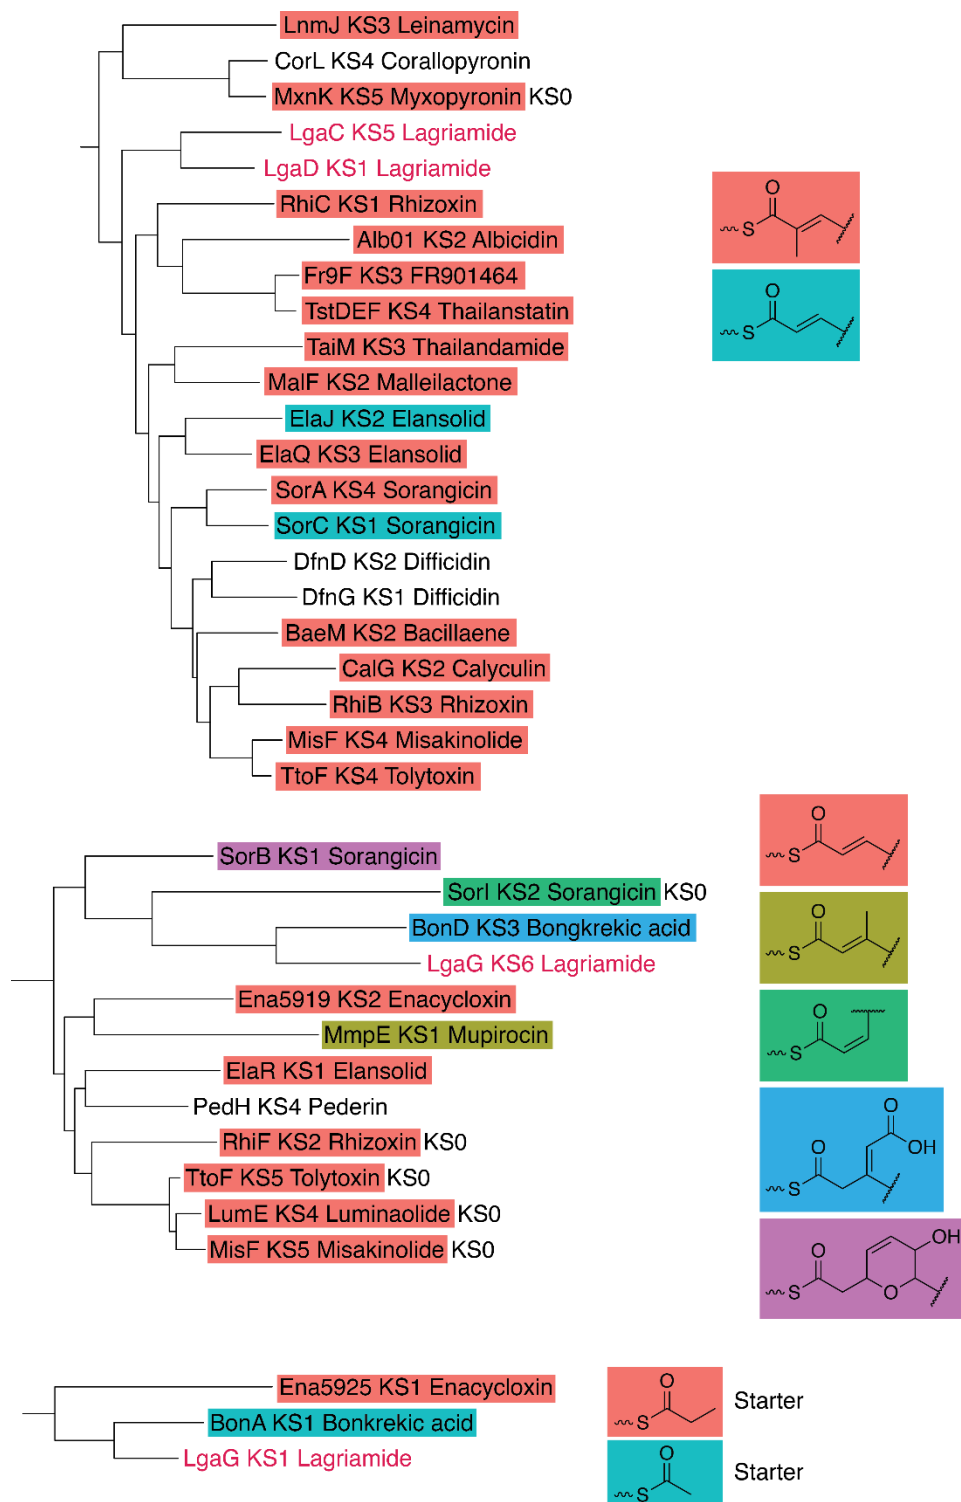 LnmJ KS3 Leinamycin
CorL KS4 Corallopyronin
MxnK KS5 Myxopyronin KS0
LgaC KS5 Lagriamide
LgaD KS1 Lagriamide
RhiC KS1 Rhizoxin
Alb01 KS2 Albicidin
Fr9F KS3 FR901464
TstDEF KS4 Thailanstatin
TaiM KS3 Thailandamide
MalF KS2 Malleilactone
ElaJ KS2 Elansolid
ElaQ KS3 Elansolid
SorA KS4 Sorangicin
SorC KS1 Sorangicin
DfnD KS2 Difficidin
DfnG KS1 Difficidin
BaeM KS2 Bacillaene
CalG KS2 Calyculin
RhiB KS3 Rhizoxin
MisF KS4 Misakinolide
TtoF KS4 Tolytoxin
O
S
O
S
SorB KS1 Sorangicin
SorI KS2 Sorangicin KS0
BonD KS3 Bongkrekic acid
LgaG KS6 Lagriamide
Ena5919 KS2 Enacycloxin
MmpE KS1 Mupirocin
ElaR KS1 Elansolid
PedH KS4 Pederin
RhiF KS2 Rhizoxin KS0
TtoF KS5 Tolytoxin KS0
LumE KS4 Luminaolide KS0
MisF KS5 Misakinolide KS0
O
S
O
S
O
S
O
O
OH
S
O
OH
S
O
Ena5925 KS1 Enacycloxin
BonA KS1 Bonkrekic acid
LgaG KS1 Lagriamide
O
S
Starter
O
S
Starter